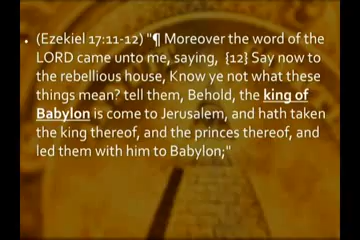 • (Ezekiel 17:11-12) "¶ Moreover the word of the
LORD came unto me, saying,  {12} Say now to
the rebellious house, Know ye not what these
things mean? tell them, Behold, the king of
Babylon is come to Jerusalem, and hath taken
the king thereof, and the princes thereof, and
led them with him to Babylon;"